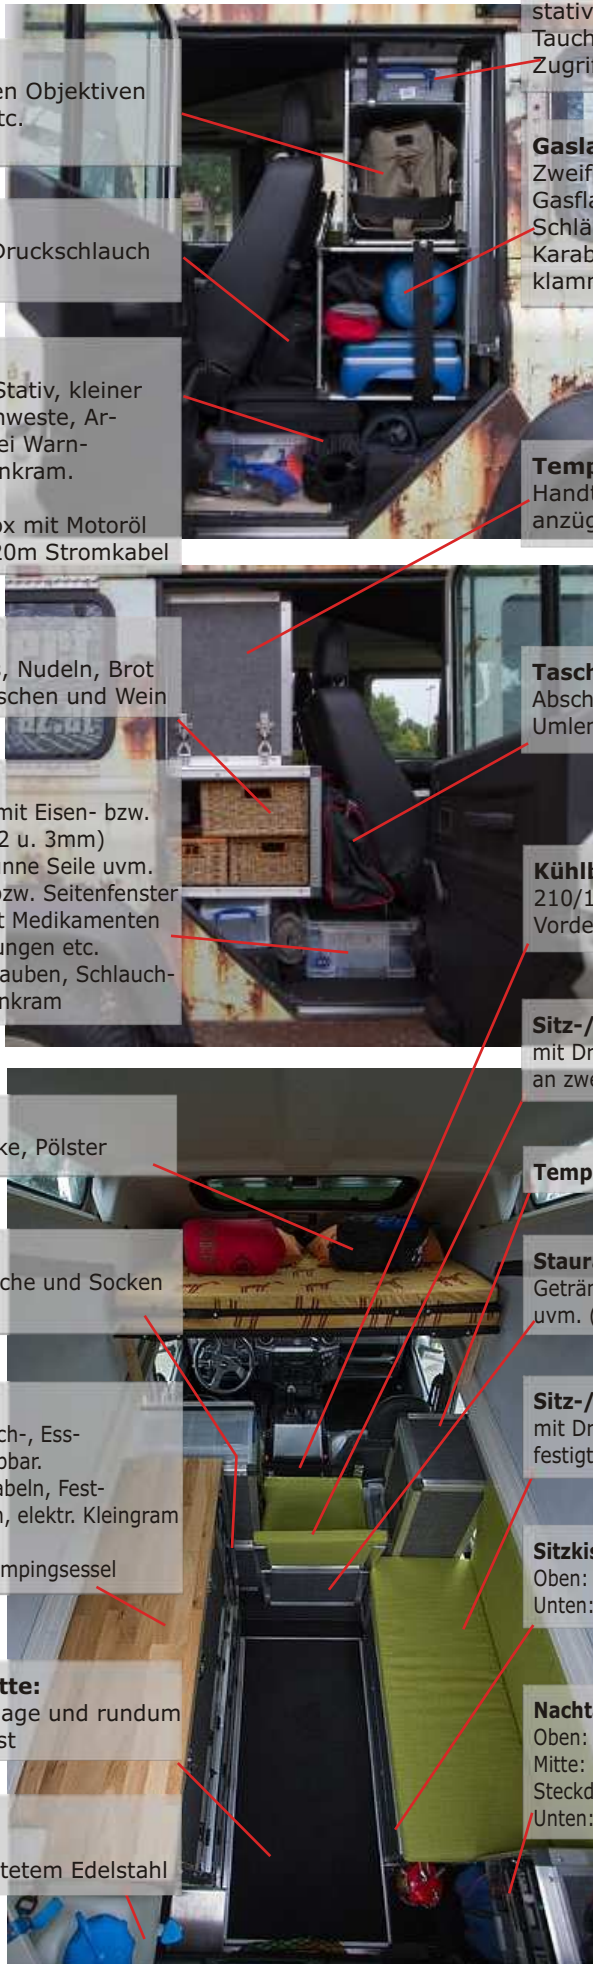 stativ
Tauch
Zugrif
en Objektiven
tc.
Gasla
Zweif
Gasfla
Schlä
Karab
klamm
Druckschlauch
Stativ, kleiner
nweste, Ar-
ei Warn-
nkram.
ox mit Motoröl
20m Stromkabel
Temp
Handt
anzüg
s, Nudeln, Brot
schen und Wein
Tasch
Absch
Umlen
mit Eisen- bzw.
2 u. 3mm)
ünne Seile uvm.
bzw. Seitenfenster
t Medikamenten
ungen etc.
auben, Schlauch-
nkram
Kühlb
210/1
Vorde
Sitz-/
mit Dr
an zwe
ke, Pölster
Temp
che und Socken
Staura
Geträn
uvm. (
ch-, Ess-
pbar.
abeln, Fest-
n, elektr. Kleingram
mpingsessel
Sitz-/
mit Dr
festigt
Sitzkis
Oben:
Unten:
tte:
age und rundum
st
Nachtk
Oben:
Mitte:
Steckd
Unten:
tetem Edelstahl